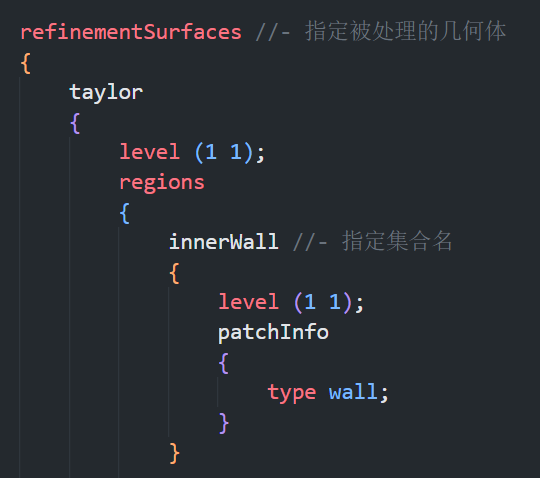 refinementSurfaces //- 指定被处理的几何体
{
    taylor
    {
        level (1 1);
        regions
        {
            innerWall //- 指定集合名
            {
                level (1 1);
                patchInfo
                {
                    type wall;
                }
            }